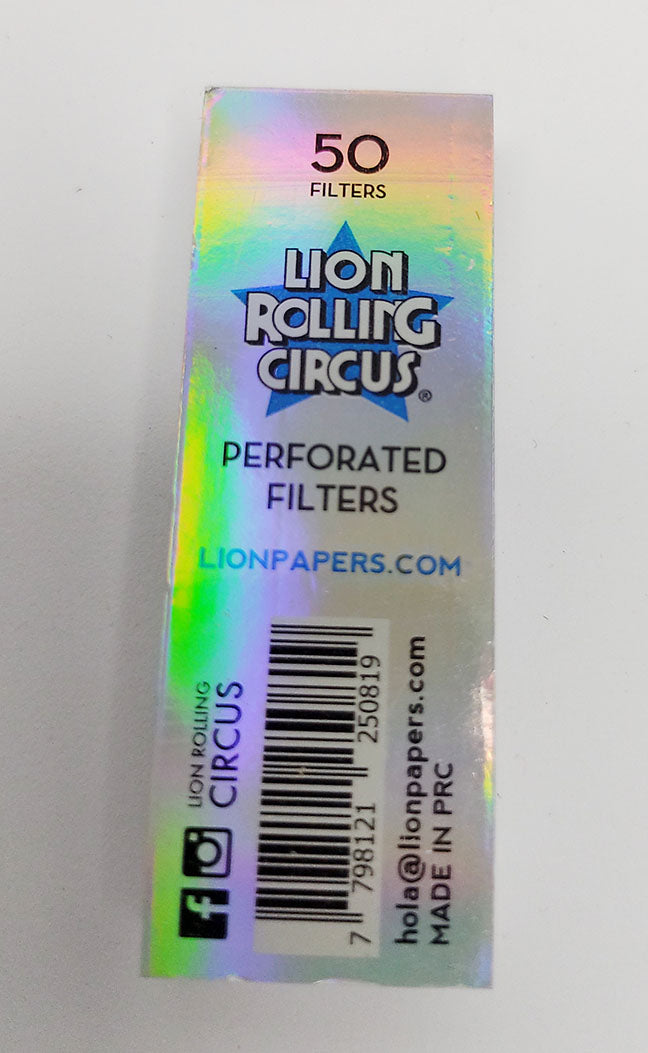 50
FILTERS
LION
ROLLING
CIRCUS®
PERFORATED
FILTERS
LIONPAPERS.COM
LION ROLLING
CIRCUS
7 798121 250819
hola@lionpapers.com
MADE IN PRC